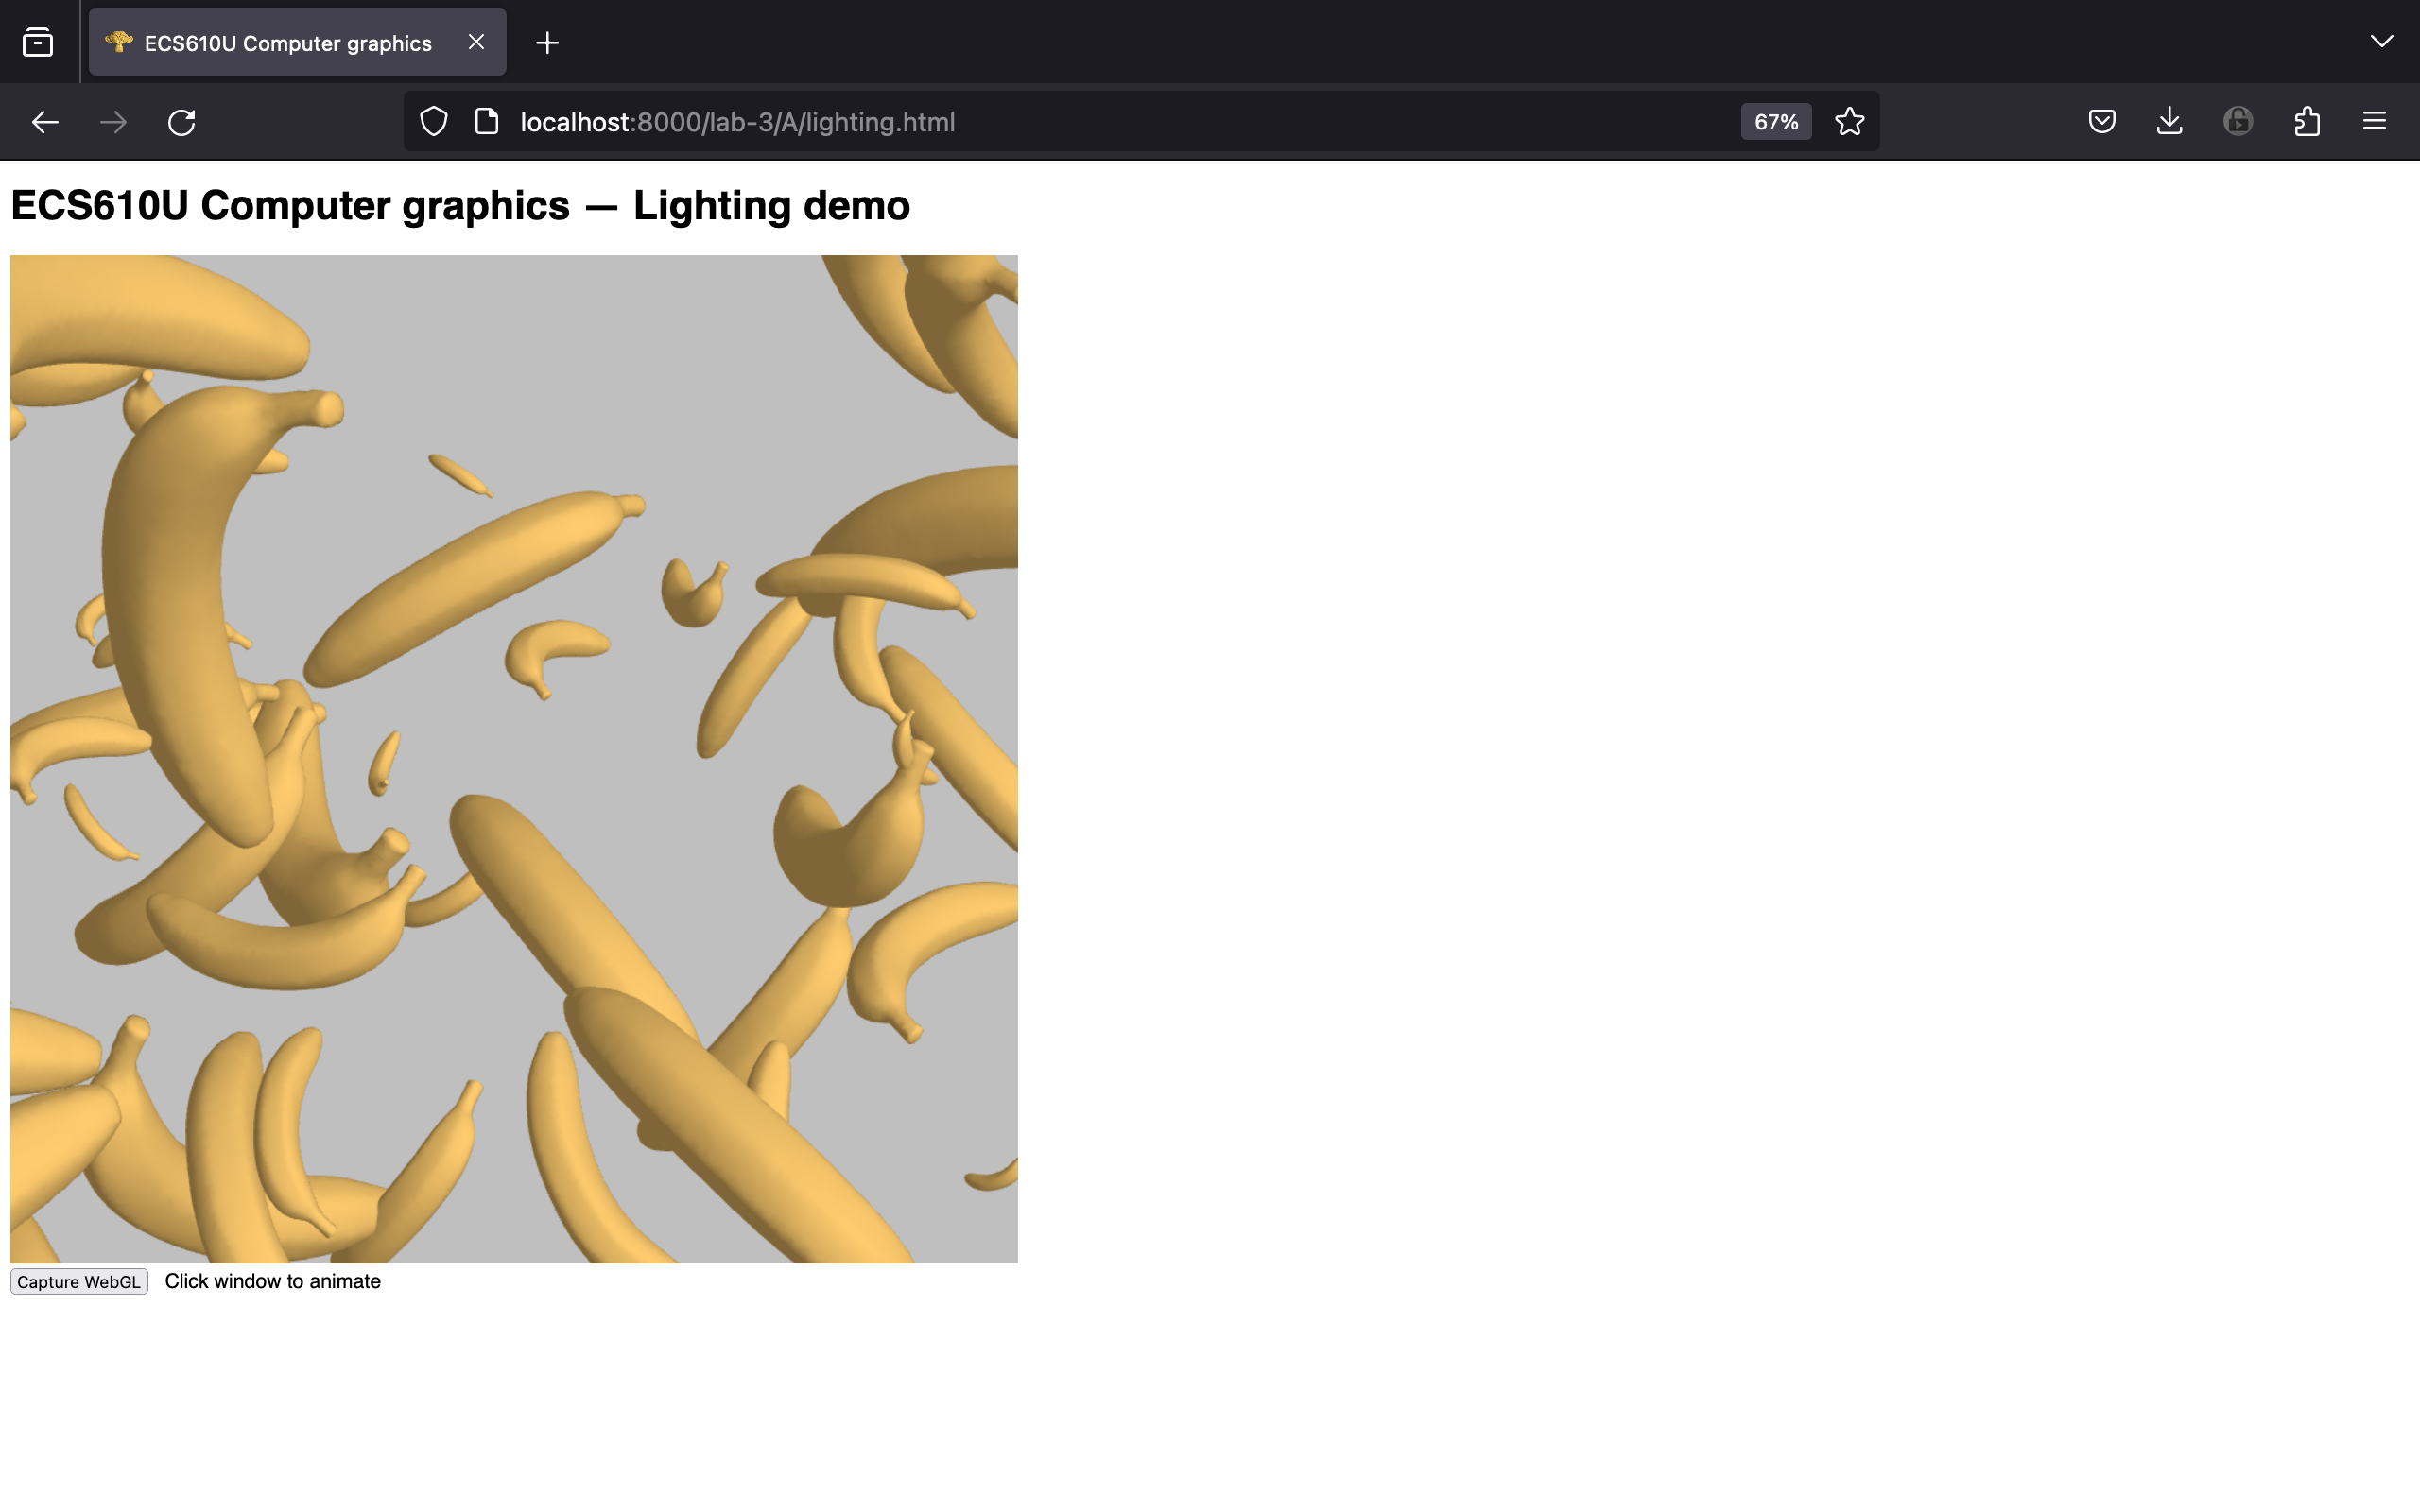 ECS610U Computer graphics
localhost:8000/lab-3/A/lighting.html
67%
ECS610U Computer graphics — Lighting demo
Capture WebGL
Click window to animate